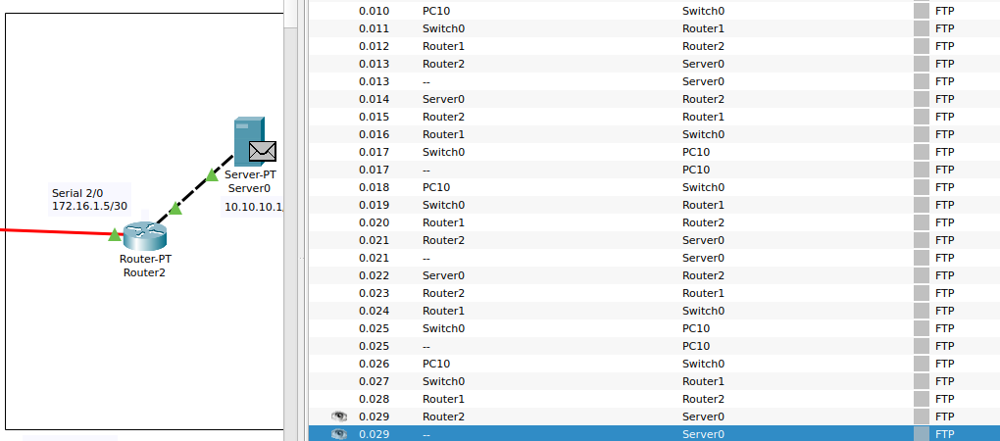 Serial 2/0
172.16.1.5/30
Server-PT
Server0
10.10.10.1
Router-PT
Router2
0.010 PC10 Switch0 FTP
0.011 Switch0 Router1 FTP
0.012 Router1 Router2 FTP
0.013 Router2 Server0 FTP
0.013 -- Server0 FTP
0.014 Server0 Router2 FTP
0.015 Router2 Router1 FTP
0.016 Router1 Switch0 FTP
0.017 Switch0 PC10 FTP
0.017 -- PC10 FTP
0.018 PC10 Switch0 FTP
0.019 Switch0 Router1 FTP
0.020 Router1 Router2 FTP
0.021 Router2 Server0 FTP
0.021 -- Server0 FTP
0.022 Server0 Router2 FTP
0.023 Router2 Router1 FTP
0.024 Router1 Switch0 FTP
0.025 Switch0 PC10 FTP
0.025 -- PC10 FTP
0.026 PC10 Switch0 FTP
0.027 Switch0 Router1 FTP
0.028 Router1 Router2 FTP
0.029 Router2 Server0 FTP
0.029 -- Server0 FTP